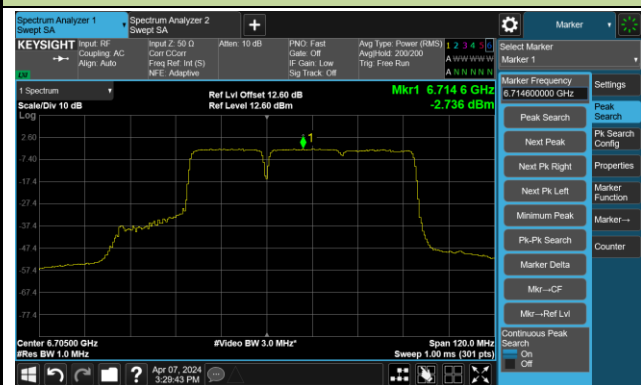 Spectrum Analyzer 1
Swept SA
Spectrum Analyzer 2
Swept SA
+
Marker
KEYSIGHT
Input: RF
Coupling: AC
Align: Auto
Input Z: 50 Ω
Corr CCorr
Freq Ref: Int (S)
NFE: Adaptive
Atten: 10 dB
PNO: Fast
Gate: Off
IF Gain: Low
Sig Track: Off
Avg Type: Power (RMS)
Avg|Hold: 200/200
Trig: Free Run
1 2 3 4 5 6
A W W W W W
A N N N N N
Select Marker
Marker 1
LXI
1 Spectrum
Scale/Div 10 dB
Log
Ref Lvl Offset 12.60 dB
Ref Level 12.60 dBm
Mkr1 6.714 6 GHz
-2.736 dBm
1
2.60
-7.40
-17.4
-27.4
-37.4
-47.4
-57.4
-67.4
-77.4
Center 6.70500 GHz
#Res BW 1.0 MHz
#Video BW 3.0 MHz*
Span 120.0 MHz
Sweep 1.00 ms (301 pts)
Marker Frequency
6.714600000 GHz
Peak Search
Next Peak
Next Pk Right
Next Pk Left
Minimum Peak
Pk-Pk Search
Marker Delta
Mkr→CF
Mkr→Ref Lvl
Continuous Peak
Search
On
Off
Settings
Peak
Search
Pk Search
Config
Properties
Marker
Function
Marker→
Counter
?
Apr 07, 2024
3:29:43 PM